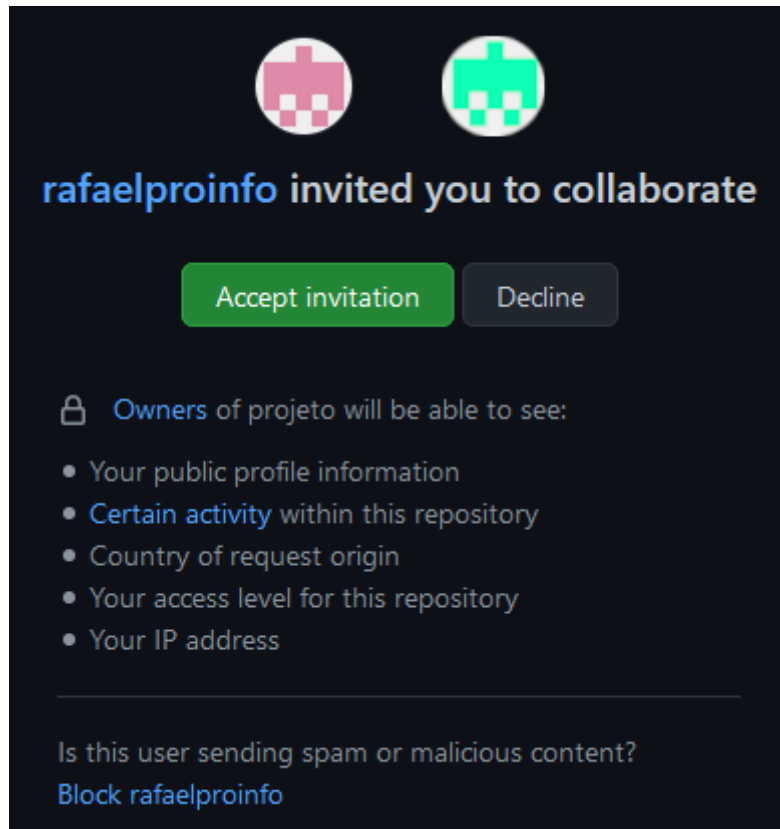 rafaelproinfo invited you to collaborate
Accept invitation
Decline
Owners of projeto will be able to see:
Your public profile information
Certain activity within this repository
Country of request origin
Your access level for this repository
Your IP address
Is this user sending spam or malicious content?
Block rafaelproinfo